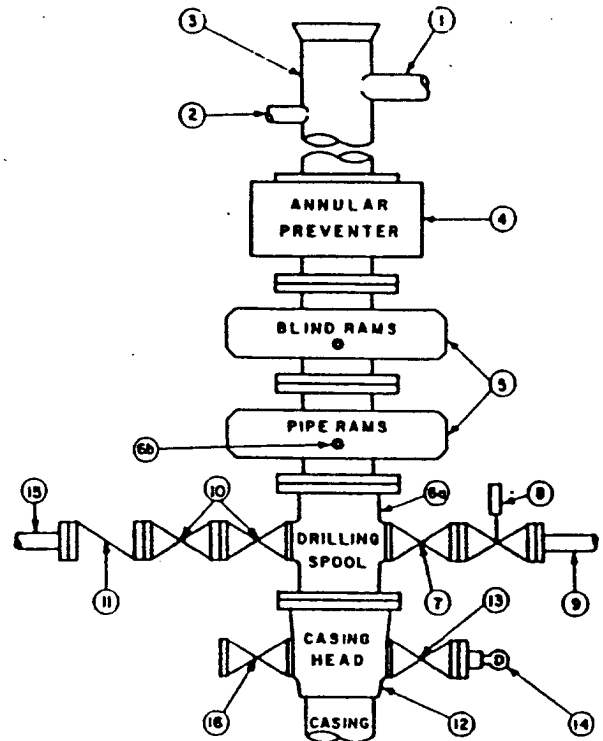 3
1
2
ANNULAR
PREVENTER
4
BLIND RAMS
5
PIPE RAMS
6b
15
10
6a
8
DRILLING
SPOOL
11
7
13
9
CASING
HEAD
16
12
14
CASING